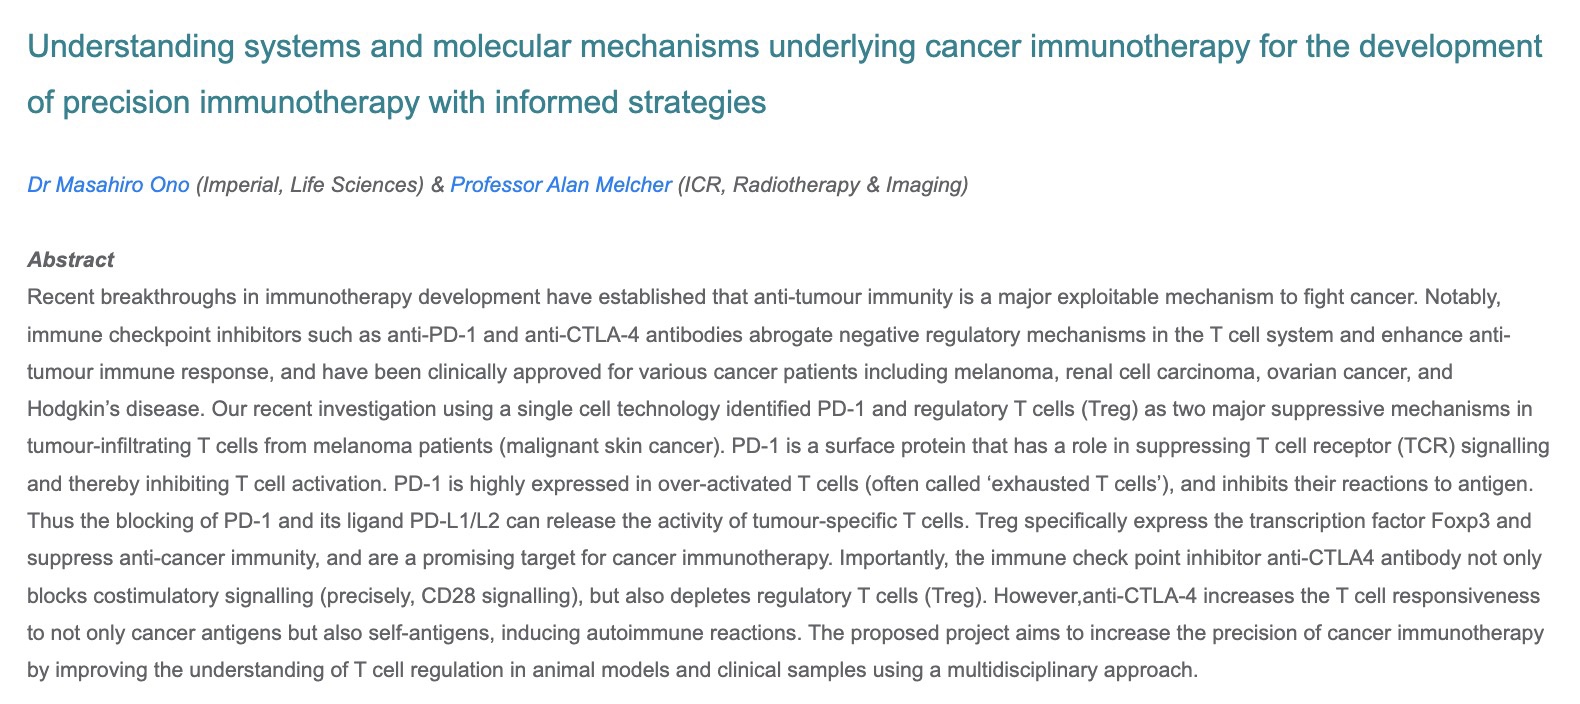 Understanding systems and molecular mechanisms underlying cancer immunotherapy for the development
of precision immunotherapy with informed strategies
Dr Masahiro Ono (Imperial, Life Sciences) & Professor Alan Melcher (ICR, Radiotherapy & Imaging)
Abstract
Recent breakthroughs in immunotherapy development have established that anti-tumour immunity is a major exploitable mechanism to fight cancer. Notably,
immune checkpoint inhibitors such as anti-PD-1 and anti-CTLA-4 antibodies abrogate negative regulatory mechanisms in the T cell system and enhance anti-
tumour immune response, and have been clinically approved for various cancer patients including melanoma, renal cell carcinoma, ovarian cancer, and
Hodgkin’s disease. Our recent investigation using a single cell technology identified PD-1 and regulatory T cells (Treg) as two major suppressive mechanisms in
tumour-infiltrating T cells from melanoma patients (malignant skin cancer). PD-1 is a surface protein that has a role in suppressing T cell receptor (TCR) signalling
and thereby inhibiting T cell activation. PD-1 is highly expressed in over-activated T cells (often called ‘exhausted T cells’), and inhibits their reactions to antigen.
Thus the blocking of PD-1 and its ligand PD-L1/L2 can release the activity of tumour-specific T cells. Treg specifically express the transcription factor Foxp3 and
suppress anti-cancer immunity, and are a promising target for cancer immunotherapy. Importantly, the immune check point inhibitor anti-CTLA4 antibody not only
blocks costimulatory signalling (precisely, CD28 signalling), but also depletes regulatory T cells (Treg). However,anti-CTLA-4 increases the T cell responsiveness
to not only cancer antigens but also self-antigens, inducing autoimmune reactions. The proposed project aims to increase the precision of cancer immunotherapy
by improving the understanding of T cell regulation in animal models and clinical samples using a multidisciplinary approach.